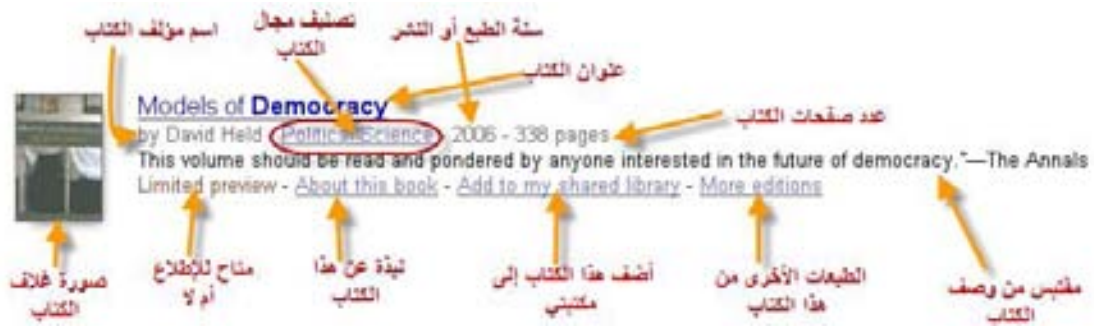 اسم مؤلف الكتاب
تصنيف مجال
الكتاب
سنة الطبع أو النشر
عنوان الكتاب
عدد صفحات الكتاب
Models of Democracy
by David Held - Political Science - 2006 - 338 pages
This volume should be read and pondered by anyone interested in the future of democracy."—The Annals
Limited preview - About this book - Add to my shared library - More editions
صورة غلاف
الكتاب
متاح للإطلاع
أم لا
نبذة عن هذا
الكتاب
أضف هذا الكتاب إلى
مكتبتي
الطبعات الأخرى من
هذا الكتاب
مقتبس من وصف
الكتاب